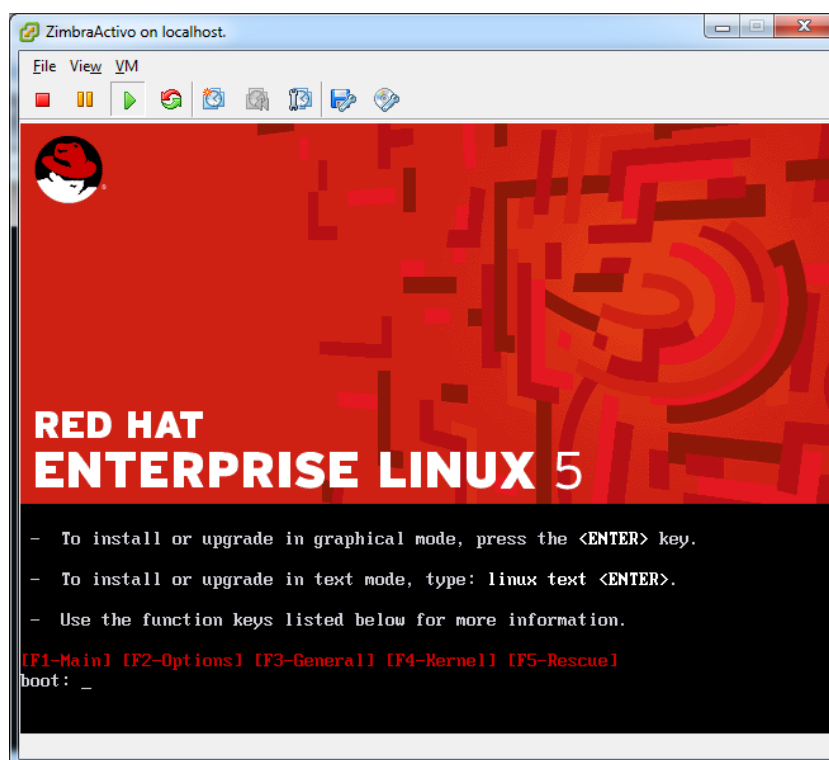 ZimbraActivo on localhost.
File View VM
RED HAT
ENTERPRISE LINUX 5
- To install or upgrade in graphical mode, press the <ENTER> key.
- To install or upgrade in text mode, type: linux text <ENTER>.
- Use the function keys listed below for more information.
[F1-Main] [F2-Options] [F3-General] [F4-Kernel] [F5-Rescue]
boot: _